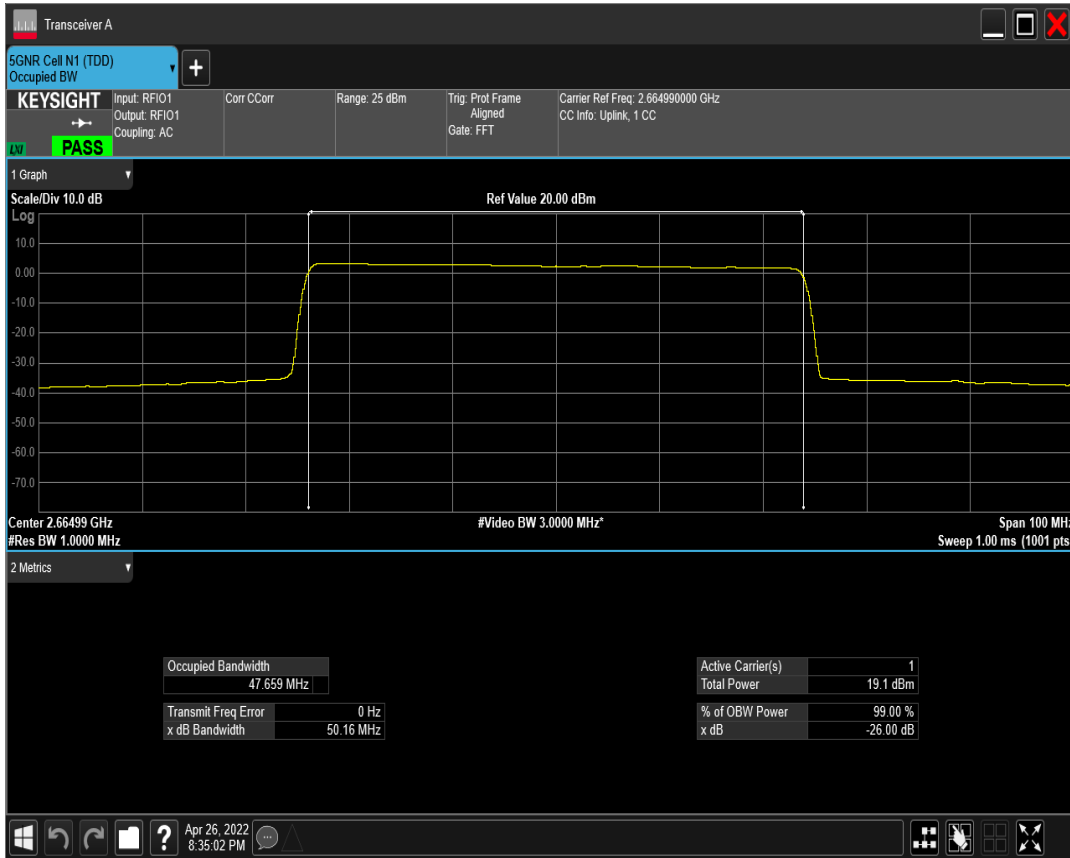 Transceiver A
5GNR Cell N1 (TDD)
Occupied BW
+
KEYSIGHT
LXI
PASS
Input: RFIO1
Output: RFIO1
Coupling: AC
Corr CCorr
Range: 25 dBm
Trig: Prot Frame
Aligned
Gate: FFT
Carrier Ref Freq: 2.664990000 GHz
CC Info: Uplink, 1 CC
1 Graph
Scale/Div 10.0 dB
Ref Value 20.00 dBm
Log
10.0
0.00
-10.0
-20.0
-30.0
-40.0
-50.0
-60.0
-70.0
Center 2.66499 GHz
#Video BW 3.0000 MHz*
Span 100 MHz
#Res BW 1.0000 MHz
Sweep 1.00 ms (1001 pts
2 Metrics
Occupied Bandwidth
47.659 MHz
Transmit Freq Error 0 Hz
x dB Bandwidth 50.16 MHz
Active Carrier(s) 1
Total Power 19.1 dBm
% of OBW Power 99.00 %
x dB -26.00 dB
?
Apr 26, 2022
8:35:02 PM